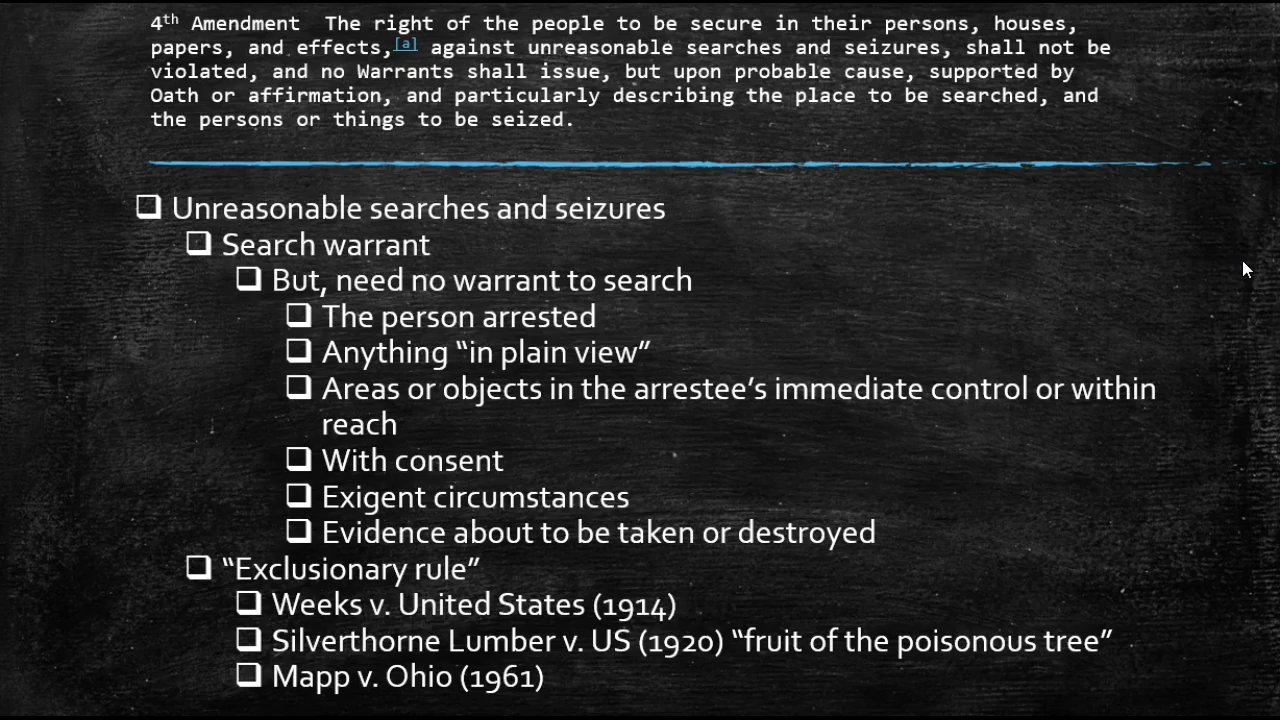 4th Amendment The right of the people to be secure in their persons, houses,
papers, and effects,[a] against unreasonable searches and seizures, shall not be
violated, and no Warrants shall issue, but upon probable cause, supported by
Oath or affirmation, and particularly describing the place to be searched, and
the persons or things to be seized.
❑ Unreasonable searches and seizures
❑ Search warrant
❑ But, need no warrant to search
❑ The person arrested
❑ Anything “in plain view”
❑ Areas or objects in the arrestee’s immediate control or within
reach
❑ With consent
❑ Exigent circumstances
❑ Evidence about to be taken or destroyed
❑ “Exclusionary rule”
❑ Weeks v. United States (1914)
❑ Silverthorne Lumber v. US (1920) “fruit of the poisonous tree”
❑ Mapp v. Ohio (1961)